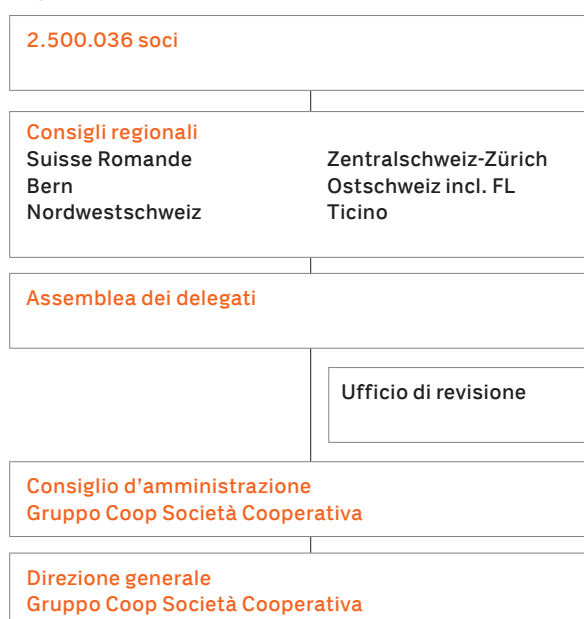 2.500.036 soci
Consigli regionali
Suisse Romande
Bern
Nordwestschweiz
Zentralschweiz-Zürich
Ostschweiz incl. FL
Ticino
Assemblea dei delegati
Ufficio di revisione
Consiglio d’amministrazione
Gruppo Coop Società Cooperativa
Direzione generale
Gruppo Coop Società Cooperativa